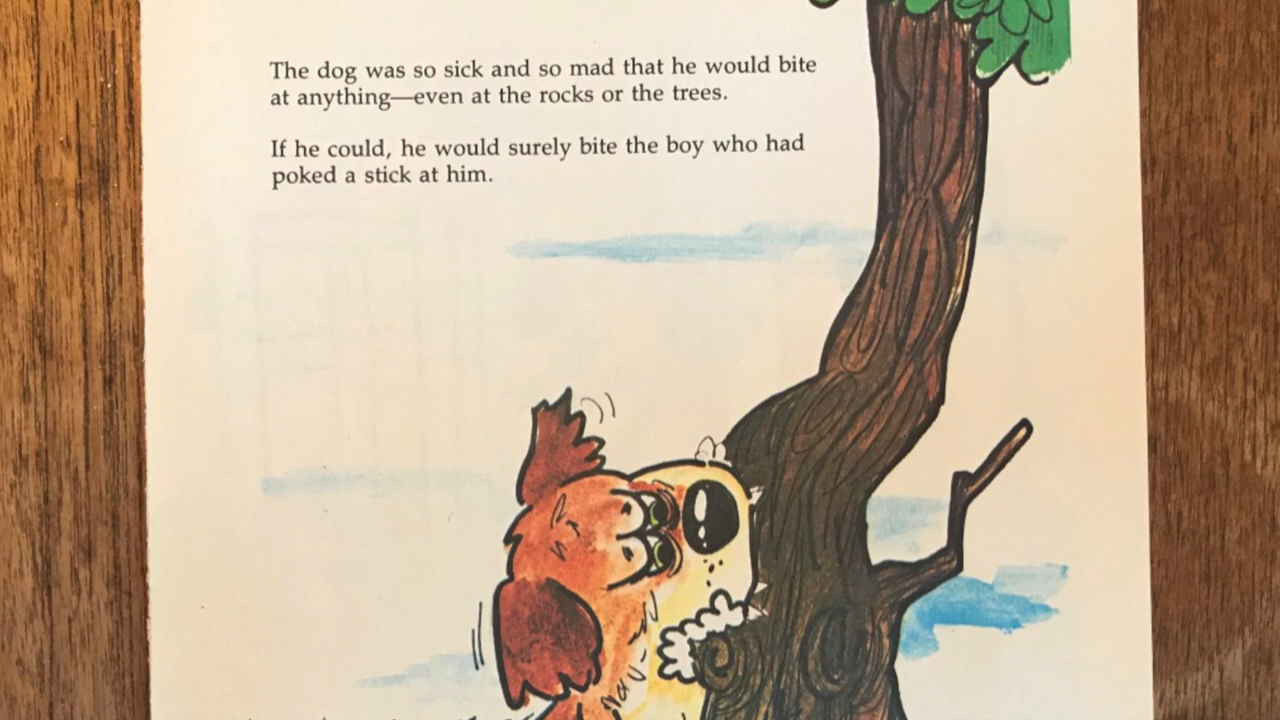 The dog was so sick and so mad that he would bite
at anything—even at the rocks or the trees.
If he could, he would surely bite the boy who had
poked a stick at him.